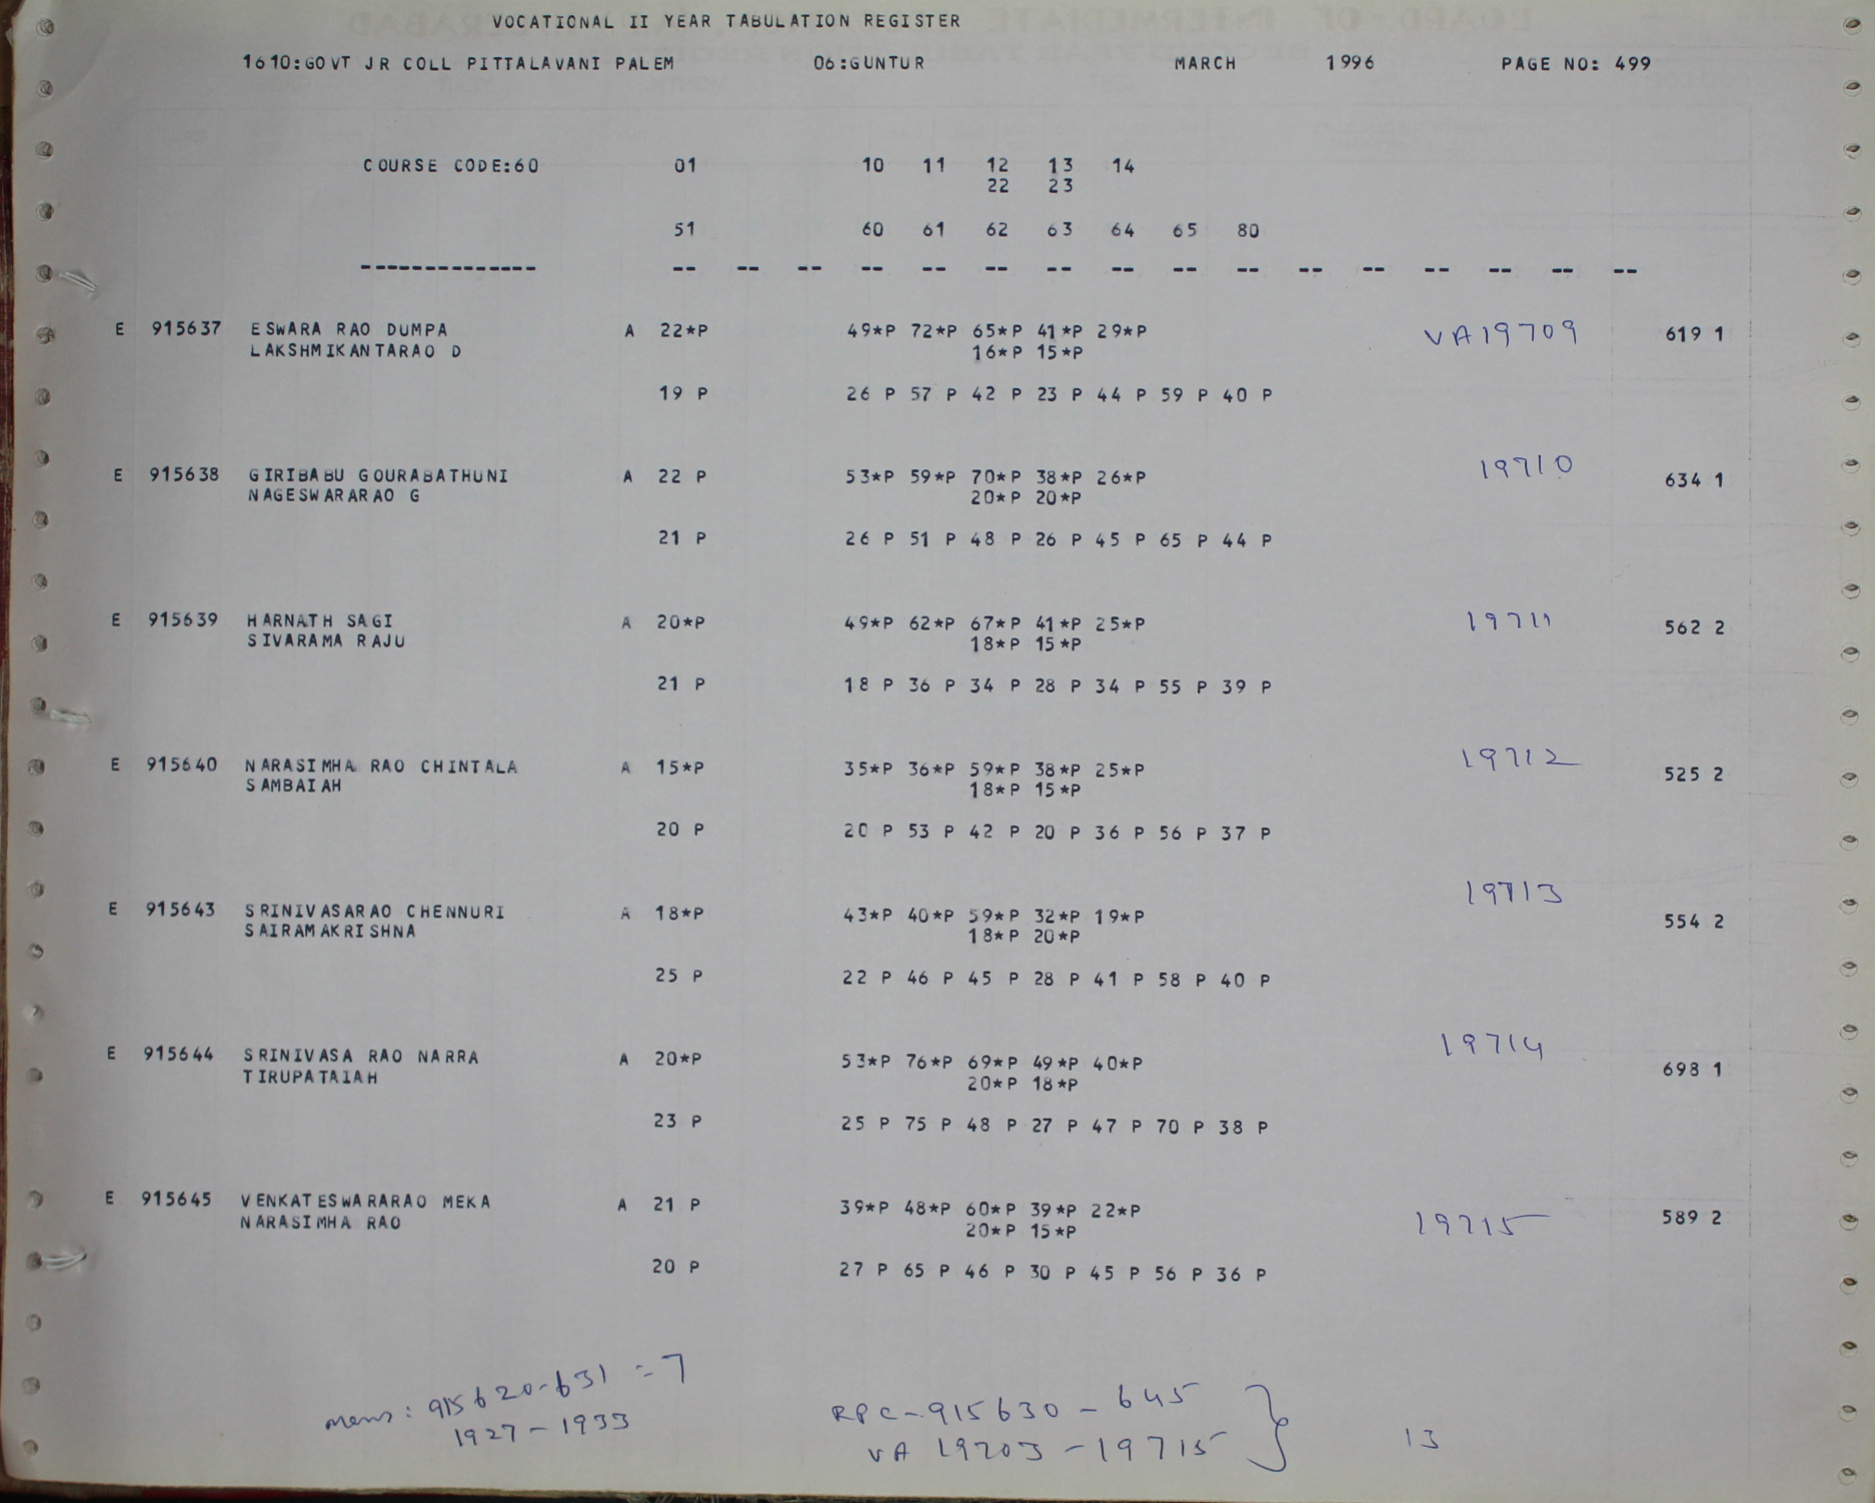 VOCATIONAL II YEAR TABULATION REGISTER
1610:GOVT JR COLL PITTALAVANI PALEM 06:GUNTUR MARCH 1996 PAGE NO: 499
COURSE CODE:60 01 10 11 12 13 14
22 23
51 60 61 62 63 64 65 80
-------------- -- -- -- -- -- -- -- -- -- -- -- -- -- -- -- --
E 915637 ESWARA RAO DUMPA A 22*P 49*P 72*P 65*P 41*P 29*P VA19709 619 1
LAKSHMIKANTARAO D 16*P 15*P
19 P 26 P 57 P 42 P 23 P 44 P 59 P 40 P
E 915638 GIRIBABU GOURABATHUNI A 22 P 53*P 59*P 70*P 38*P 26*P 19710 634 1
NAGESWARARAO G 20*P 20*P
21 P 26 P 51 P 48 P 26 P 45 P 65 P 44 P
E 915639 HARNATH SAGI A 20*P 49*P 62*P 67*P 41*P 25*P 19711 562 2
SIVARAMA RAJU 18*P 15*P
21 P 18 P 36 P 34 P 28 P 34 P 55 P 39 P
E 915640 NARASIMHA RAO CHINTALA A 15*P 35*P 36*P 59*P 38*P 25*P 19712 525 2
SAMBAIAH 18*P 15*P
20 P 20 P 53 P 42 P 20 P 36 P 56 P 37 P
E 915643 SRINIVASARAO CHENNURI A 18*P 43*P 40*P 59*P 32*P 19*P 19713 554 2
SAIRAMAKRISHNA 18*P 20*P
25 P 22 P 46 P 45 P 28 P 41 P 58 P 40 P
E 915644 SRINIVASA RAO NARRA A 20*P 53*P 76*P 69*P 49*P 40*P 19714 698 1
TIRUPATAIAH 20*P 18*P
23 P 25 P 75 P 48 P 27 P 47 P 70 P 38 P
E 915645 VENKATESWARARAO MEKA A 21 P 39*P 48*P 60*P 39*P 22*P 19715 589 2
NARASIMHA RAO 20*P 15*P
20 P 27 P 65 P 46 P 30 P 45 P 56 P 36 P
915620-631 = 7
1927 - 1933
RPC-915630 - 645
VA 19703 - 19715 } 13